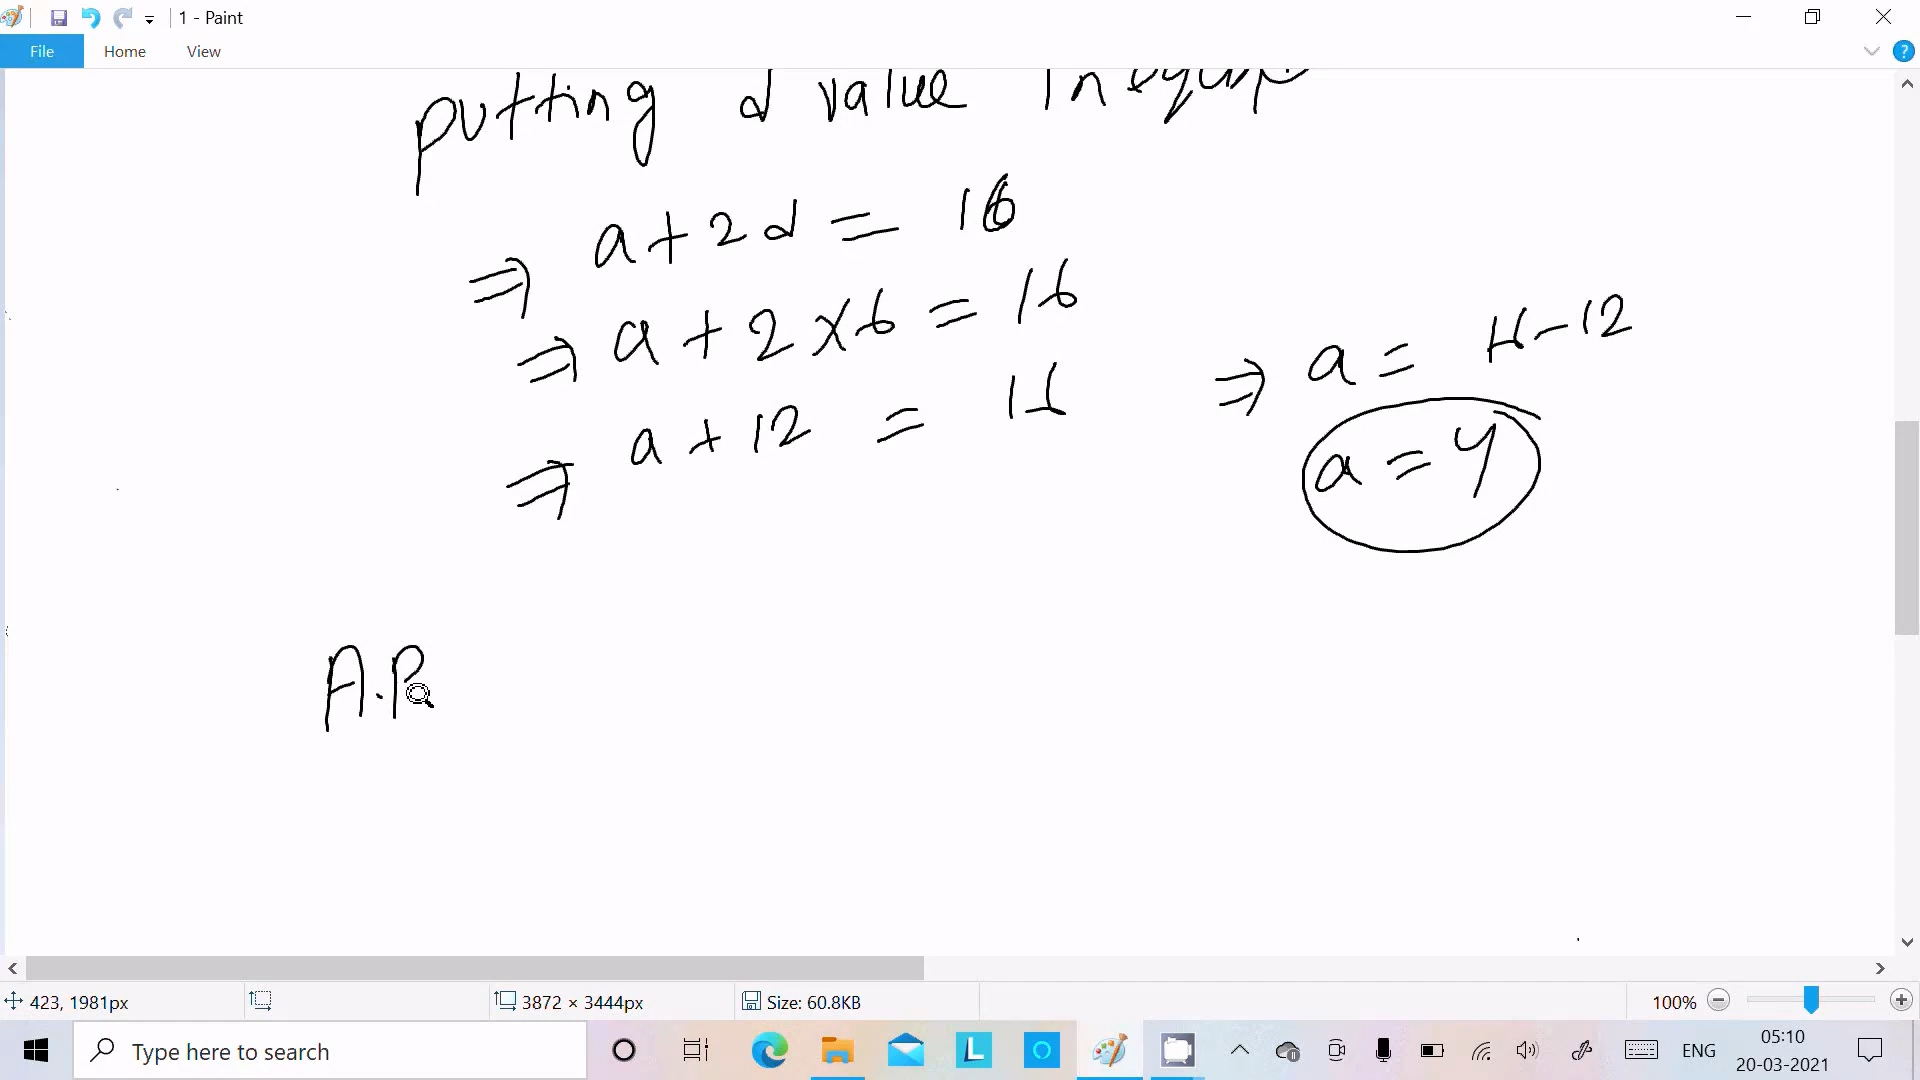 1 - Paint
File Home View
putting d value In
⇒ a + 2d = 16
⇒ a + 2 × 6 = 16
⇒ a + 12 = 16
⇒ a = 16 - 12
a = 4
A.P
423, 1981px 3872 × 3444px Size: 60.8KB 100%
Type here to search
ENG
05:10
20-03-2021